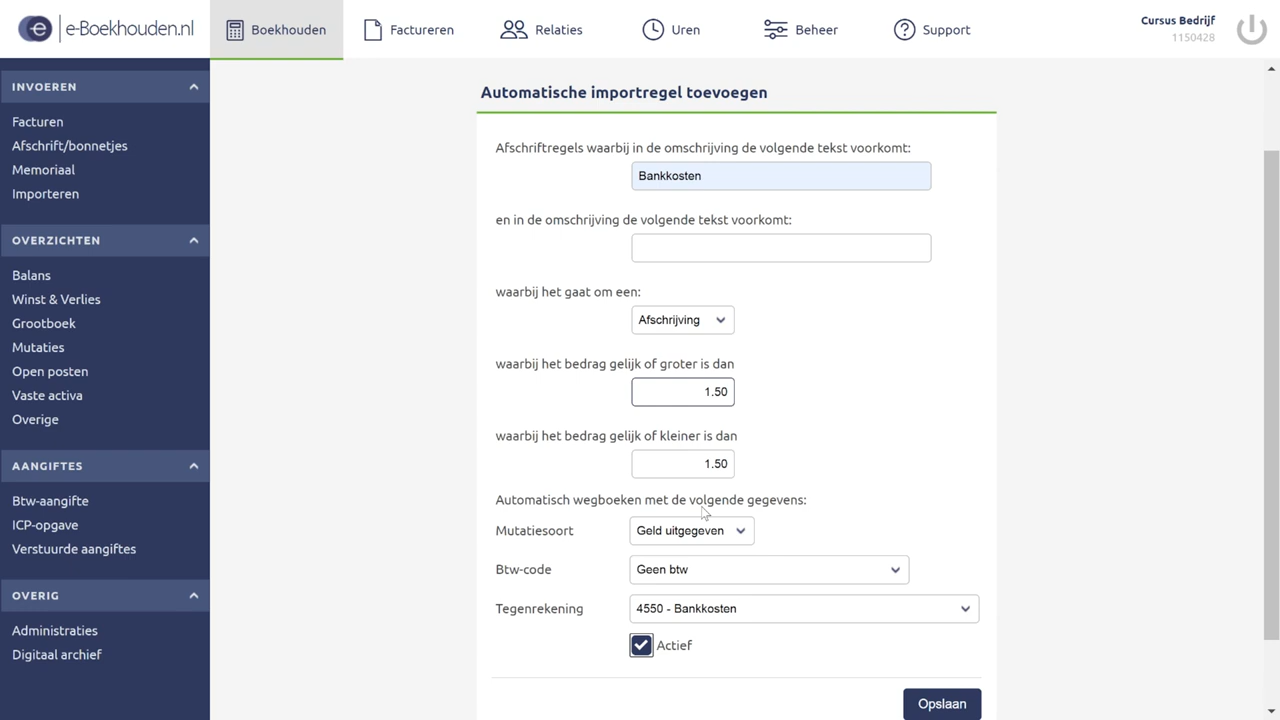 e-Boekhouden.nl
Boekhouden
Factureren
Relaties
Uren
Beheer
Support
Cursus Bedrijf
1150428
INVOEREN
Facturen
Afschrift/bonnetjes
Memoriaal
Importeren
OVERZICHTEN
Balans
Winst & Verlies
Grootboek
Mutaties
Open posten
Vaste activa
Overige
AANGIFTES
Btw-aangifte
ICP-opgave
Verstuurde aangiftes
OVERIG
Administraties
Digitaal archief
Automatische importregel toevoegen
Afschriftregels waarbij in de omschrijving de volgende tekst voorkomt:
Bankkosten
en in de omschrijving de volgende tekst voorkomt:
waarbij het gaat om een:
Afschrijving
waarbij het bedrag gelijk of groter is dan
1.50
waarbij het bedrag gelijk of kleiner is dan
1.50
Automatisch wegboeken met de volgende gegevens:
Mutatiesoort Geld uitgegeven
Btw-code Geen btw
Tegenrekening 4550 - Bankkosten
Actief
Opslaan